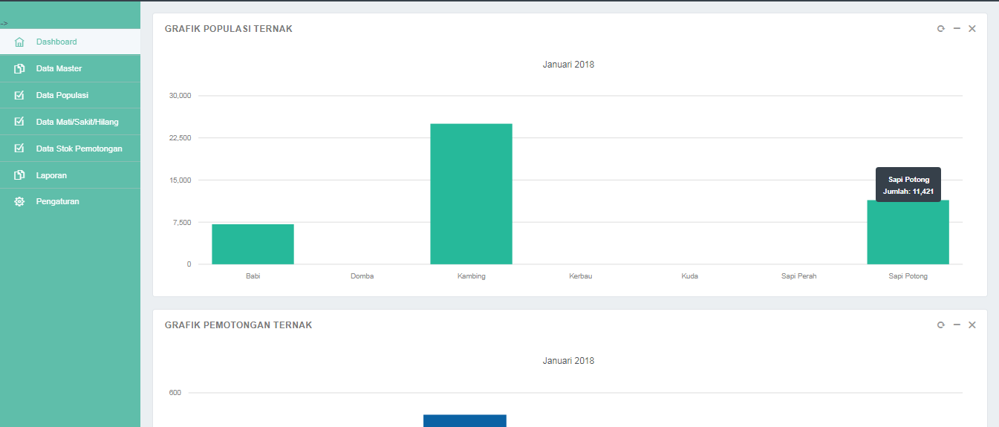 -->
Dashboard
Data Master
Data Populasi
Data Mati/Sakit/Hilang
Data Stok Pemotongan
Laporan
Pengaturan
GRAFIK POPULASI TERNAK
Januari 2018
30,000
22,500
15,000
7,500
0
Sapi Potong
Jumlah: 11,421
Babi
Domba
Kambing
Kerbau
Kuda
Sapi Perah
Sapi Potong
GRAFIK PEMOTONGAN TERNAK
Januari 2018
600